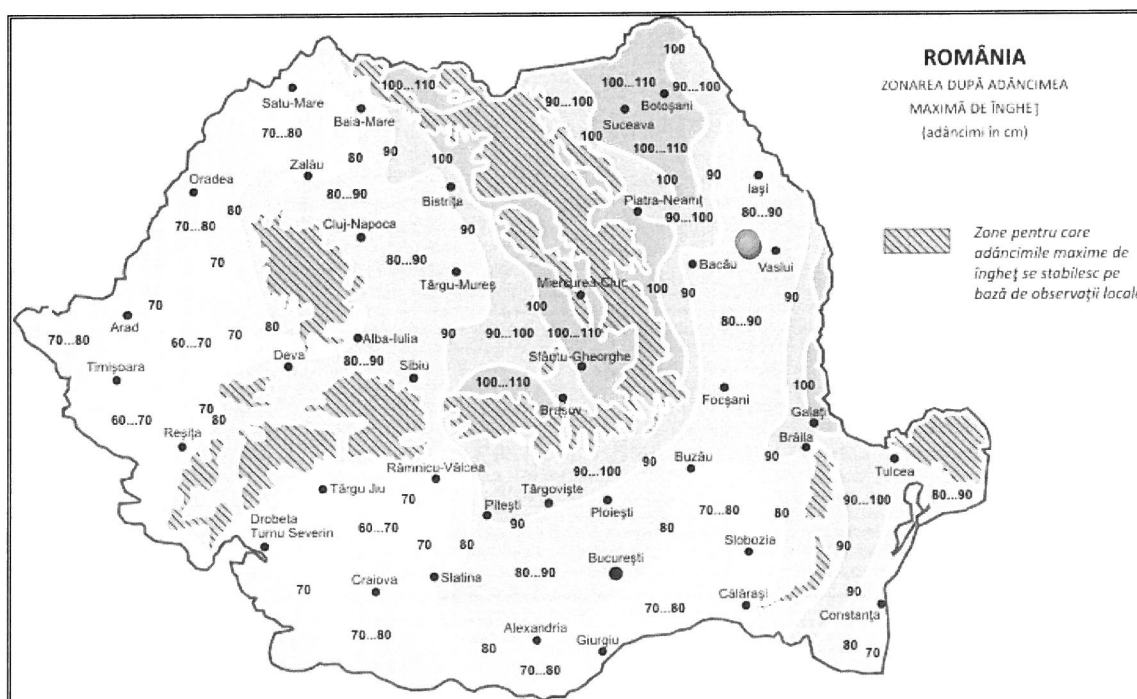 ROMÂNIA
ZONAREA DUPĂ ADÂNCIMEA
MAXIMĂ DE ÎNGHEȚ
(adâncimi în cm)
Zone pentru care
adâncimile maxime de
îngheț se stabilesc pe
bază de observații locale
100
100...110
100...110
90...100
90...100
Satu-Mare
Botoșani
Baia-Mare
Suceava
70...80
100
80
90
100
100...110
Zalău
100
90
Iași
Oradea
80...90
Bistrița
Piatra-Neamț
80
90...100
80...90
70...80
Cluj-Napoca
90
70
80...90
Bacău
Vaslui
Târgu-Mureș
Miercurea-Ciuc
100
90
90
70
100
Arad
80
90
90...100
100...110
80...90
70...80
60...70
70
Alba-Iulia
Deva
80...90
Sfântu-Gheorghe
Timișoara
Sibiu
100...110
100
Focșani
Brașov
70
60...70
80
Galați
Reșița
Brăila
90
90
Buzău
Tulcea
Râmnicu-Vâlcea
90...100
Târgu Jiu
70
Târgoviște
90...100
80...90
Pitești
Ploiești
70...80
80
Drobeta
Turnu Severin
60...70
90
80
70
80
Slobozia
90
București
80...90
Craiova
Slatina
70
70...80
Călărași
90
Constanța
70...80
Alexandria
80
Giurgiu
80
70
70...80